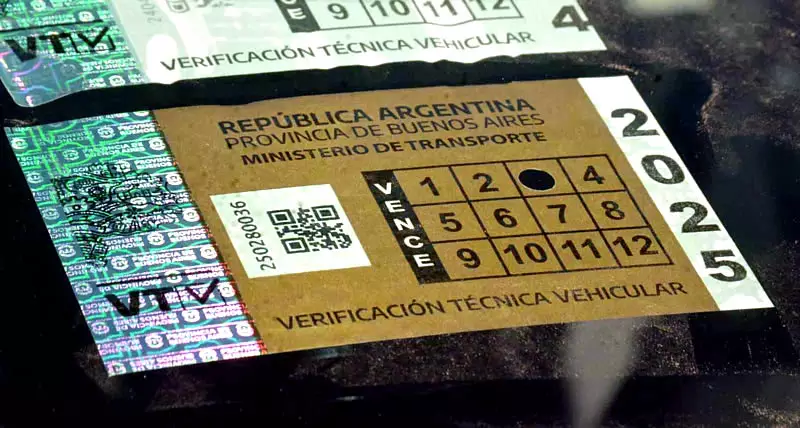 VENCE
9 10 11 12
4
VTV
VERIFICACIÓN TÉCNICA VEHICULAR
REPÚBLICA ARGENTINA
PROVINCIA DE BUENOS AIRES
MINISTERIO DE TRANSPORTE
250280036
VENCE
1 2 4
5 6 7 8
9 10 11 12
2025
VTV
VERIFICACIÓN TÉCNICA VEHICULAR